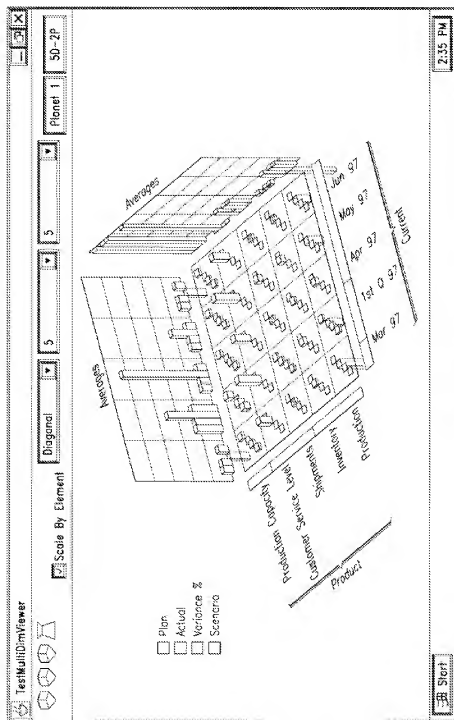 TestMultiDimViewer
Diagonal
5
5
Planet 1
5D-2P
Scale By Element
Averages
Averages
Plan
Actual
Variance %
Scenario
Production Capacity
Customer Service Level
Shipments
Inventory
Production
Product
Mar 97
1st Q 97
Apr 97
May 97
Jun 97
Current
Start
2:35 PM